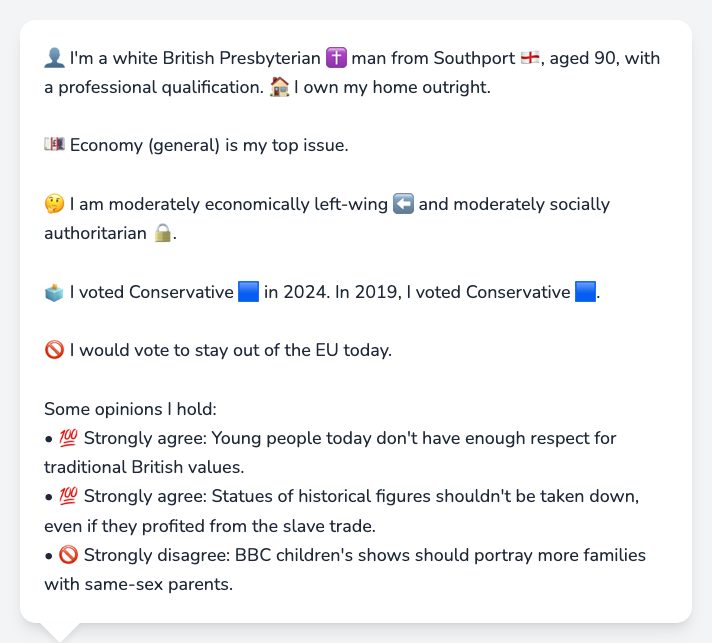 👤 I'm a white British Presbyterian ✝️ man from Southport 🏴󠁧󠁢󠁥󠁮󠁧󠁿, aged 90, with
a professional qualification. 🏠 I own my home outright.
💷 Economy (general) is my top issue.
🤔 I am moderately economically left-wing ⬅️ and moderately socially
authoritarian 🔒.
🗳️ I voted Conservative 🟦 in 2024. In 2019, I voted Conservative 🟦.
🚫 I would vote to stay out of the EU today.
Some opinions I hold:
• 💯 Strongly agree: Young people today don't have enough respect for
traditional British values.
• 💯 Strongly agree: Statues of historical figures shouldn't be taken down,
even if they profited from the slave trade.
• 🚫 Strongly disagree: BBC children's shows should portray more families
with same-sex parents.